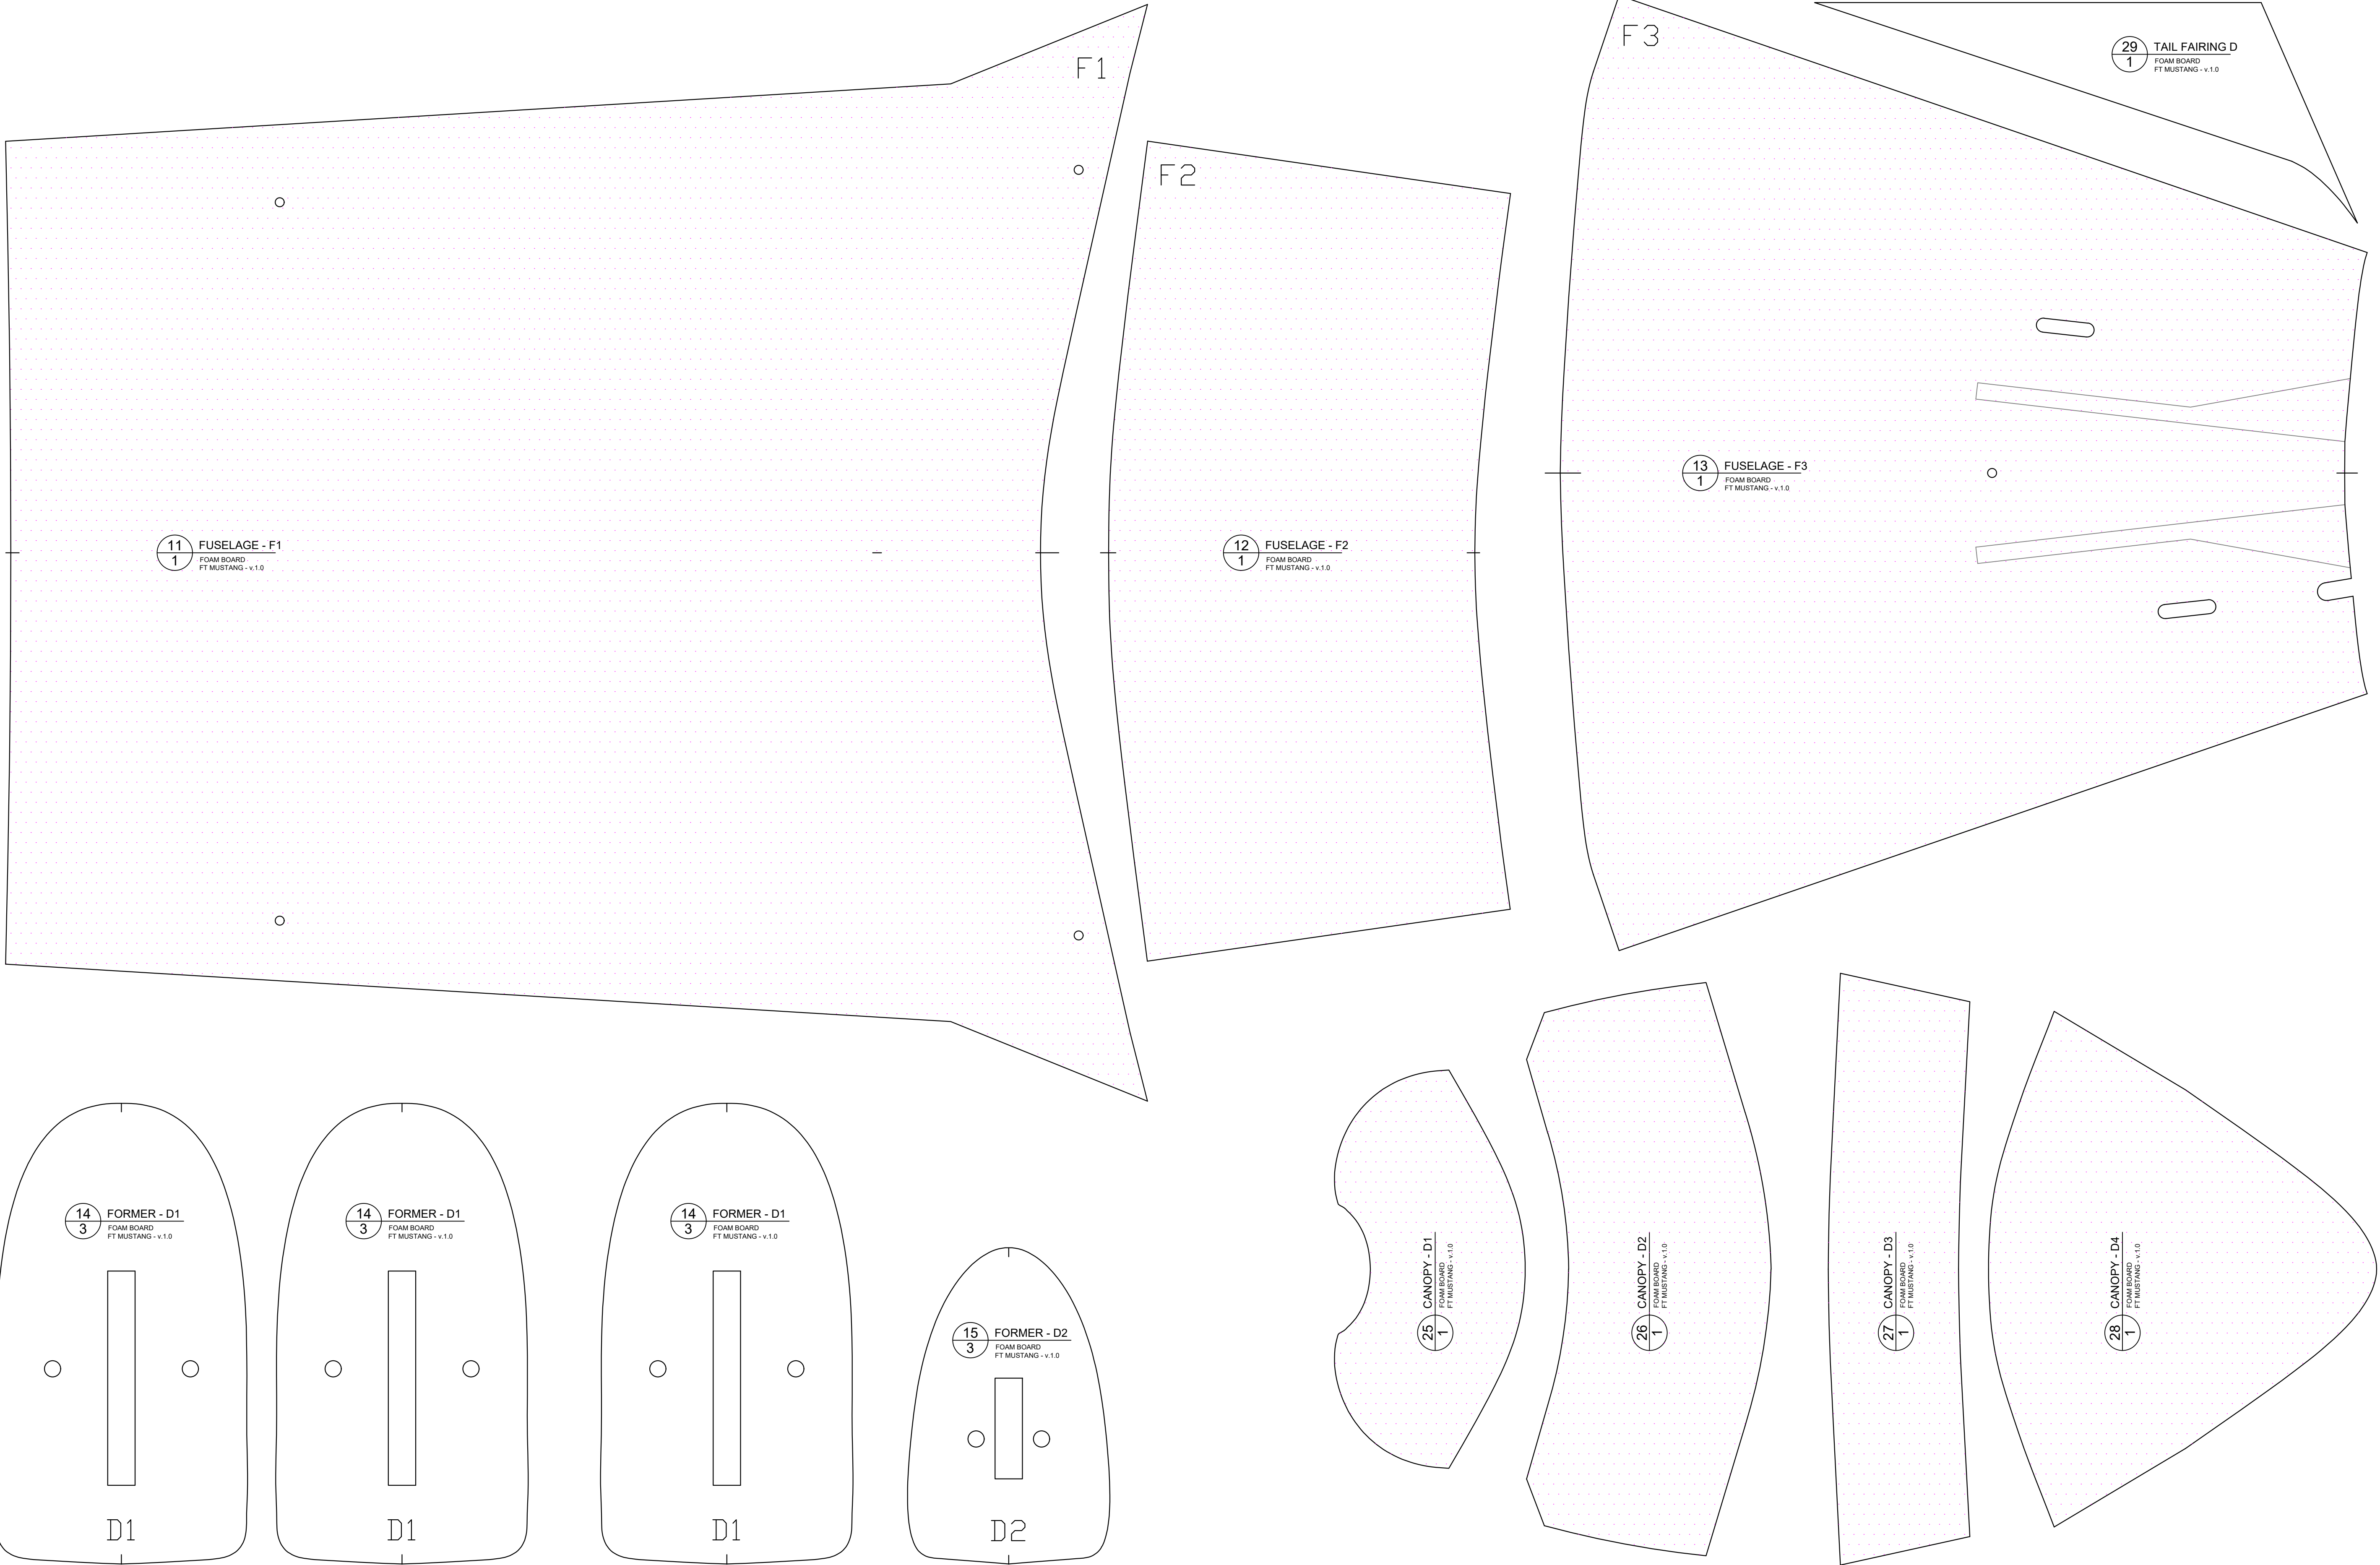 F1
F3
29
1
TAIL FAIRING D
FOAM BOARD
FT MUSTANG - v.1.0
F2
13
1
FUSELAGE - F3
FOAM BOARD
FT MUSTANG - v.1.0
11
1
FUSELAGE - F1
FOAM BOARD
FT MUSTANG - v.1.0
12
1
FUSELAGE - F2
FOAM BOARD
FT MUSTANG - v.1.0
14
3
FORMER - D1
FOAM BOARD
FT MUSTANG - v.1.0
D1
14
3
FORMER - D1
FOAM BOARD
FT MUSTANG - v.1.0
D1
14
3
FORMER - D1
FOAM BOARD
FT MUSTANG - v.1.0
D1
15
3
FORMER - D2
FOAM BOARD
FT MUSTANG - v.1.0
D2
25
1
CANOPY - D1
FOAM BOARD
FT MUSTANG - v.1.0
26
1
CANOPY - D2
FOAM BOARD
FT MUSTANG - v.1.0
27
1
CANOPY - D3
FOAM BOARD
FT MUSTANG - v.1.0
28
1
CANOPY - D4
FOAM BOARD
FT MUSTANG - v.1.0